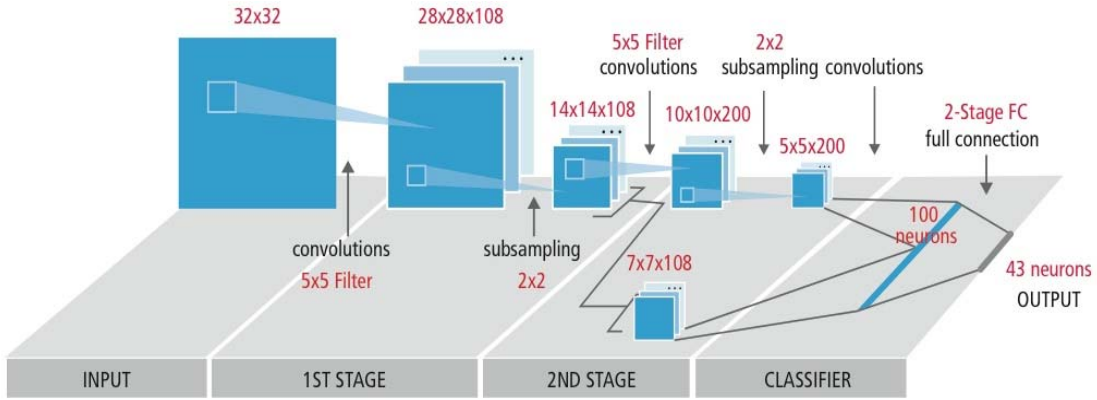 32x32
28x28x108
5x5 Filter
convolutions
2x2
subsampling
convolutions
14x14x108
10x10x200
5x5x200
2-Stage FC
full connection
convolutions
5x5 Filter
subsampling
2x2
7x7x108
100
neurons
43 neurons
OUTPUT
INPUT
1ST STAGE
2ND STAGE
CLASSIFIER